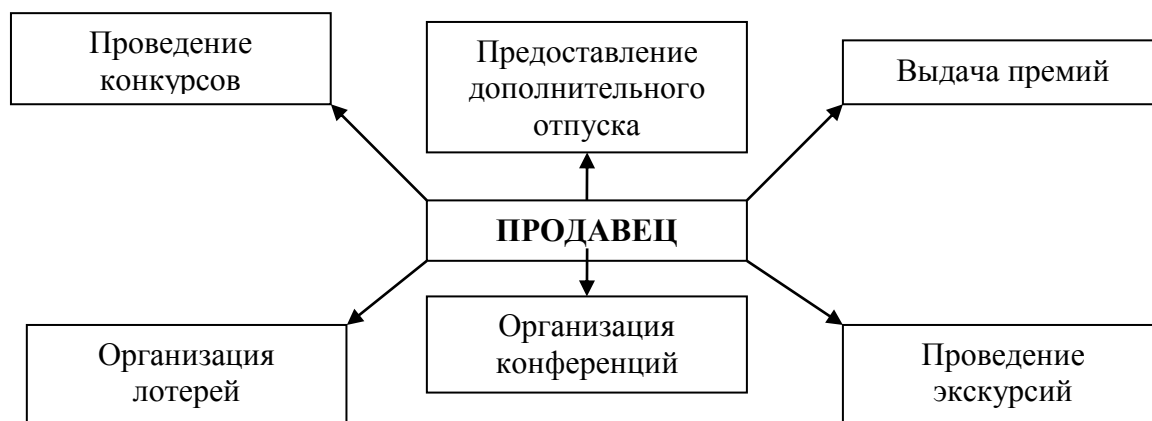 Проведение
конкурсов
Предоставление
дополнительного
отпуска
Выдача премий
ПРОДАВЕЦ
Организация
лотерей
Организация
конференций
Проведение
экскурсий